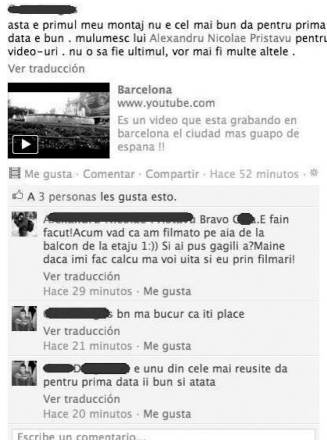 asta e primul meu montaj nu e cel mai bun da pentru prima
data e bun . mulumesc lui Alexandru Nicolae Pristavu pentru
video-uri . nu o sa fie ultimul, vor mai fi multe altele .
Ver traducción
Barcelona
www.youtube.com
Es un video que esta grabando en
barcelona el ciudad mas guapo de
espana !!
Me gusta · Comentar · Compartir · Hace 52 minutos ·
A 3 personas les gusta esto.
Bravo .E fain
facut!Acum vad ca am filmato pe aia de la
balcon de la etaju 1:)) Si ai pus gagili a?Maine
daca imi fac calcu ma voi uita si eu prin filmari!
Ver traducción
Hace 29 minutos · Me gusta
bn ma bucur ca iti place
Ver traducción
Hace 21 minutos · Me gusta
e unu din cele mai reusite da
pentru prima data ii bun si atata
Ver traducción
Hace 20 minutos · Me gusta
Escribe un comentario...